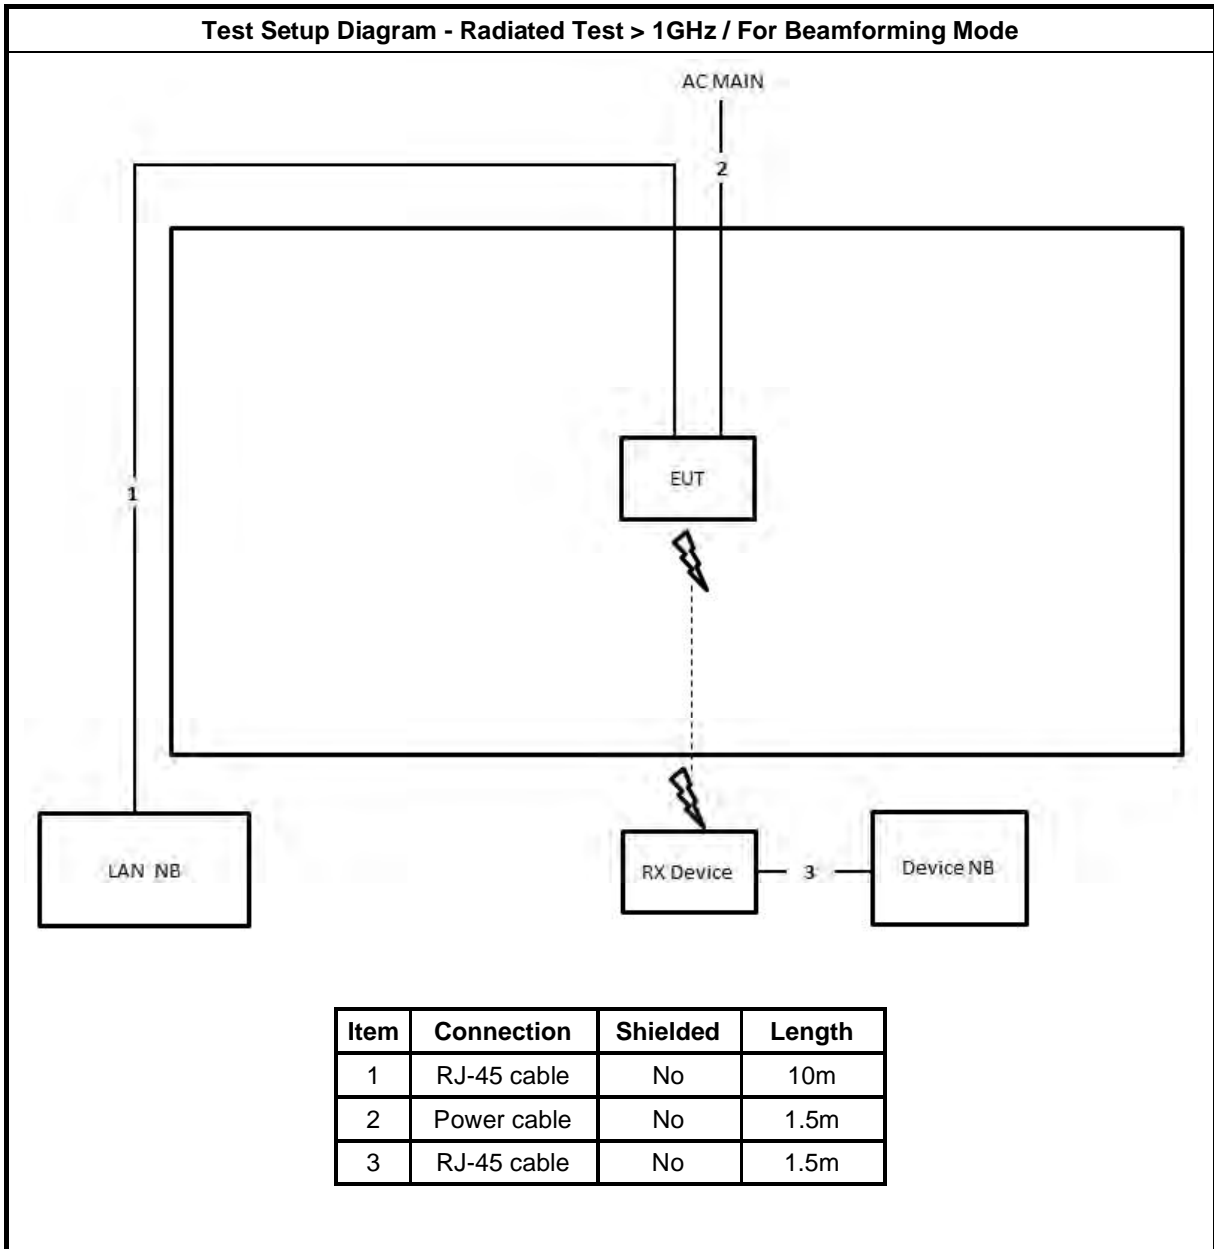 Test Setup Diagram - Radiated Test > 1GHz / For Beamforming Mode
AC MAIN
2
1
EUT
LAN NB
RX Device
3
Device NB
Item Connection Shielded Length
1 RJ-45 cable No 10m
2 Power cable No 1.5m
3 RJ-45 cable No 1.5m